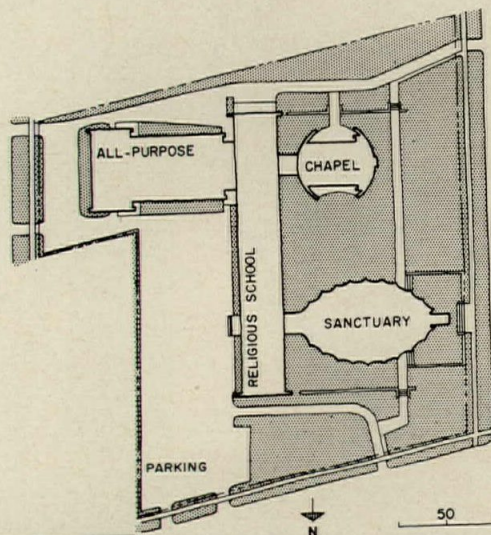 ALL-PURPOSE
CHAPEL
RELIGIOUS SCHOOL
SANCTUARY
PARKING
N
50